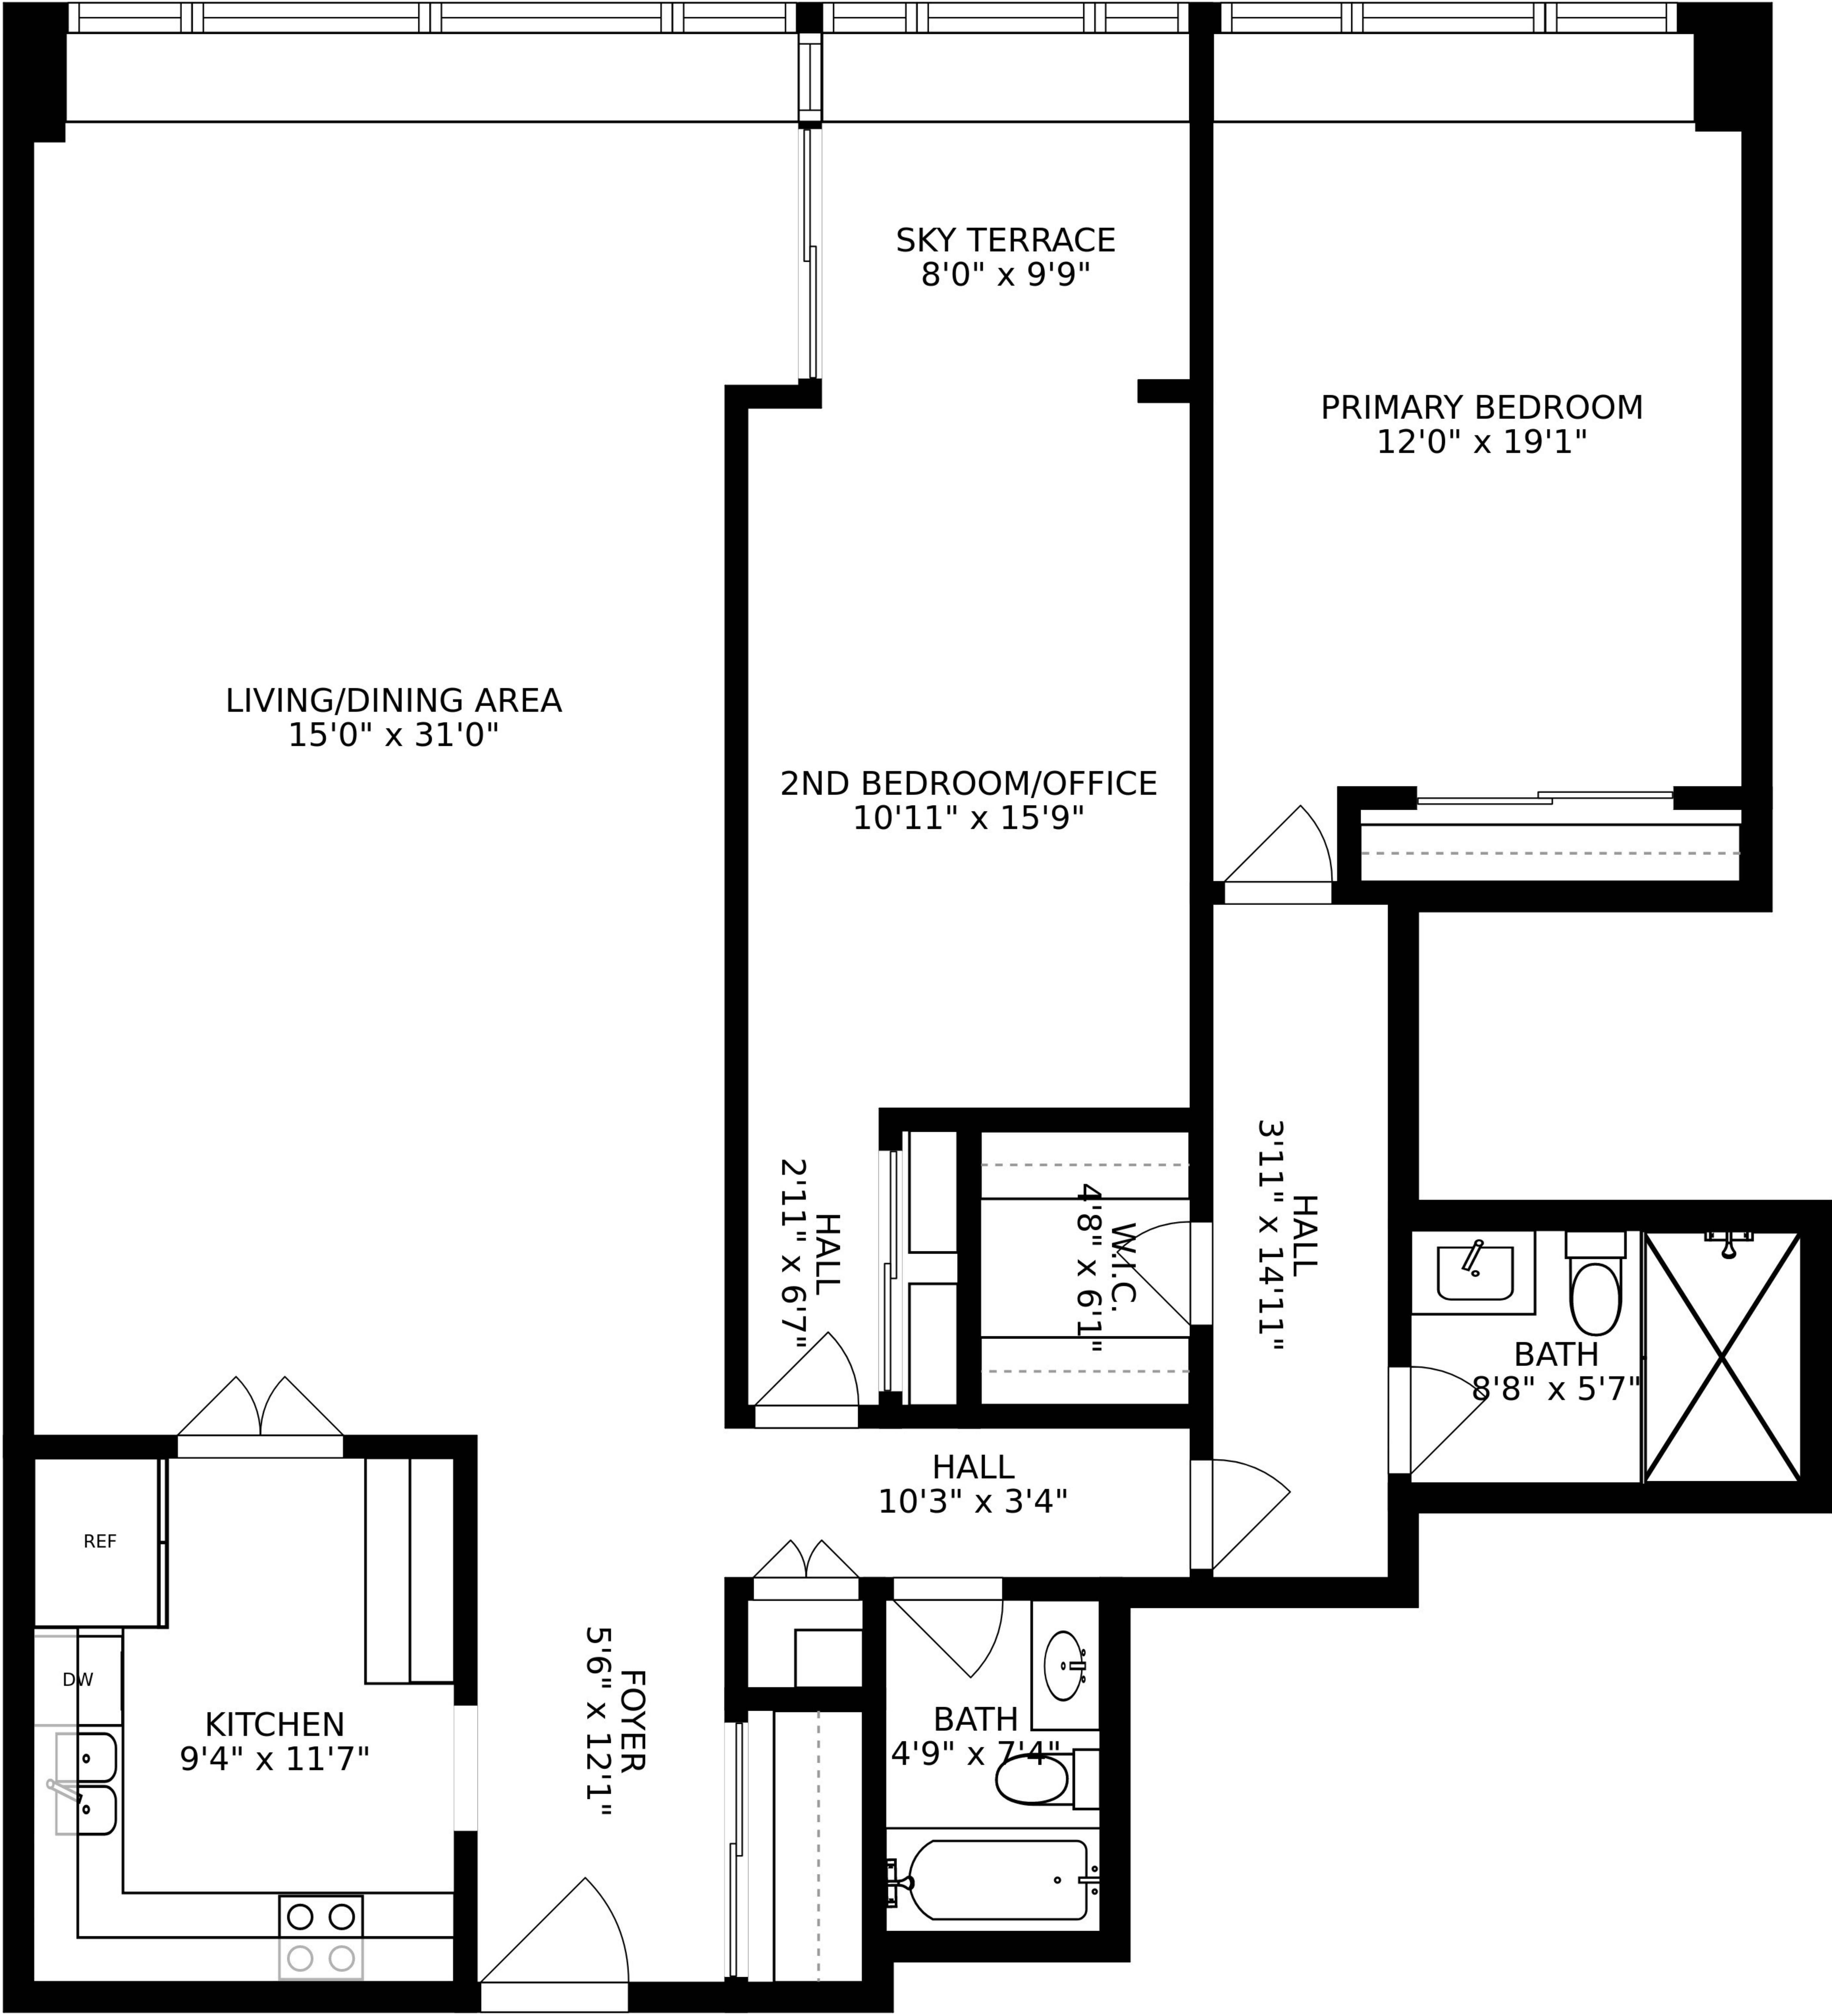 SKY TERRACE
8'0" x 9'9"
PRIMARY BEDROOM
12'0" x 19'1"
LIVING/DINING AREA
15'0" x 31'0"
2ND BEDROOM/OFFICE
10'11" x 15'9"
HALL
2'11" x 6'7"
W.I.C.
4'8" x 6'1"
HALL
3'11" x 14'11"
BATH
8'8" x 5'7"
HALL
10'3" x 3'4"
REF
DW
KITCHEN
9'4" x 11'7"
FOYER
5'6" x 12'1"
BATH
4'9" x 7'4"